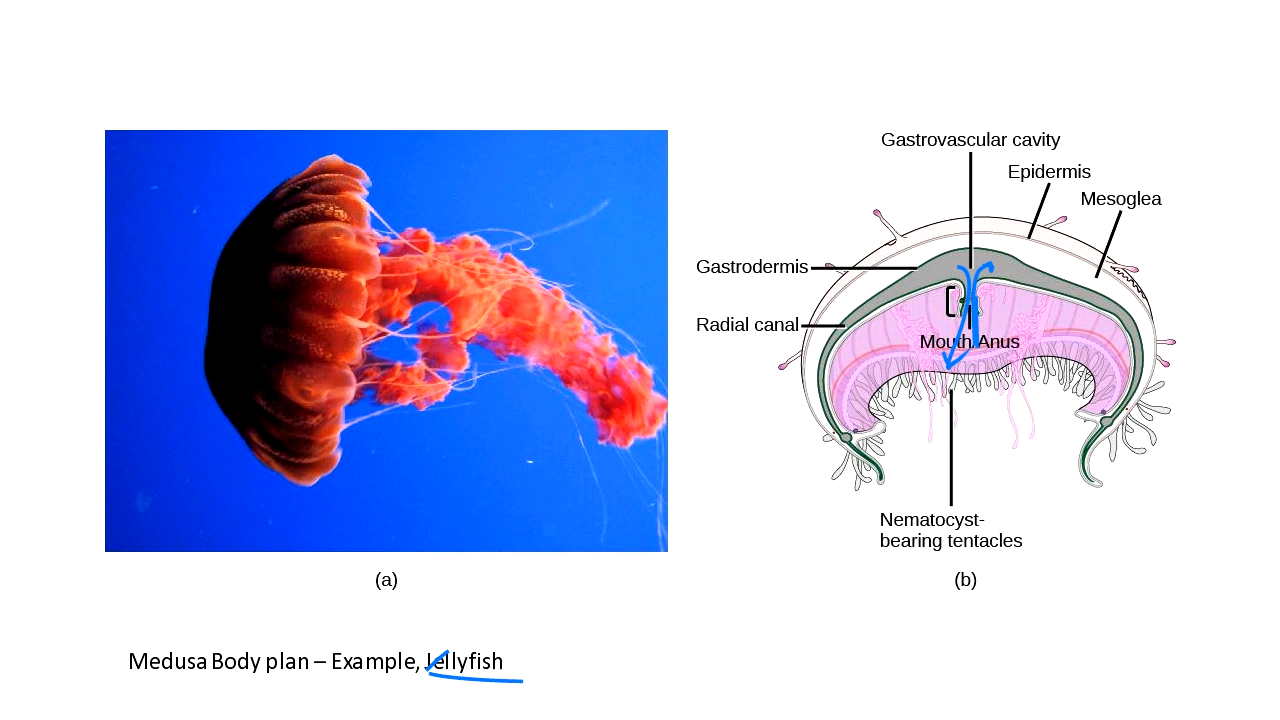 Gastrovascular cavity
Epidermis
Mesoglea
Gastrodermis
Radial canal
Mouth/Anus
Nematocyst-
bearing tentacles
(a)
(b)
Medusa Body plan – Example, Jellyfish